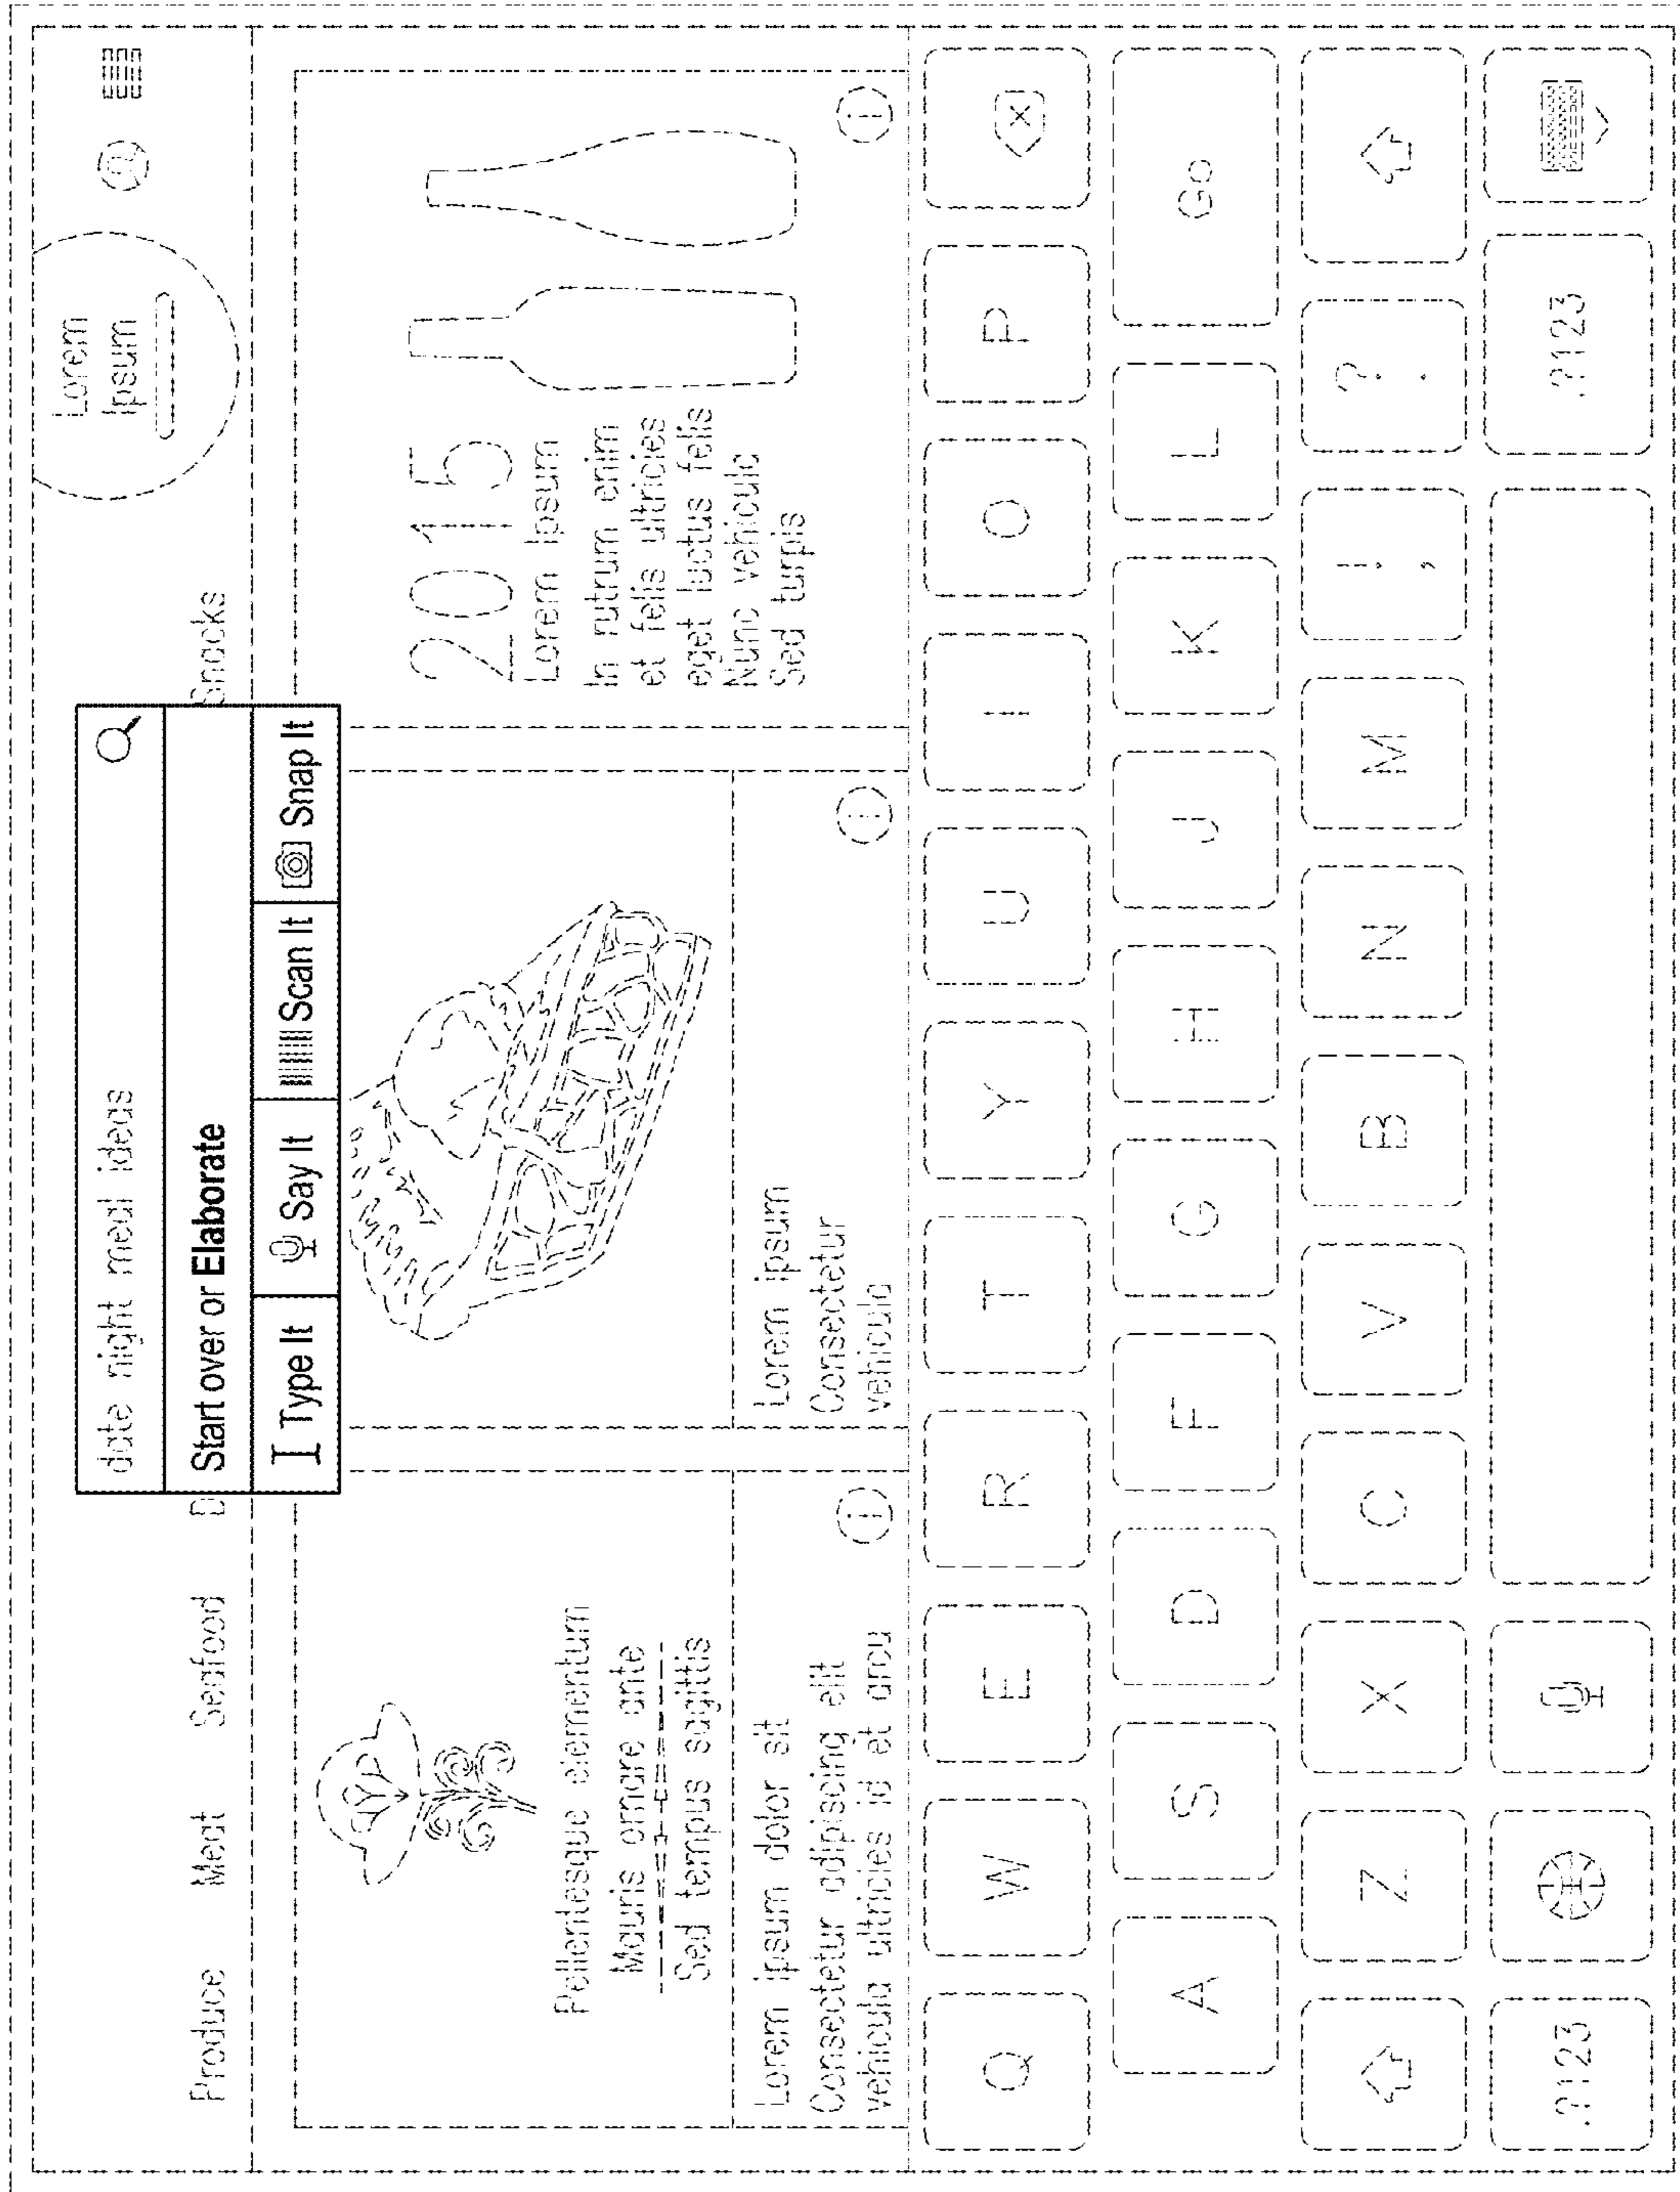 Lorem
Ipsum
date night meal ideas
Start over or Elaborate
Type It
Say It
Scan It
Snap It
Produce
Meat
Seafood
D
Snacks
Pellentesque elementum
Mauris ornare ante
Sed tempus sagittis
Lorem ipsum dolor sit
Consectetur adipiscing elit
vehicula ultricies id et arcu
i
Lorem ipsum
Consectetur
vehicula
i
2015
Lorem Ipsum
In rutrum enim
et felis ultricies
eget luctus felis
Nunc vehicula
Sed turpis
i
Q W E R T Y U I O P
A S D F G H J K L Go
Z X C V B N M ! , ? .
.?123 .?123